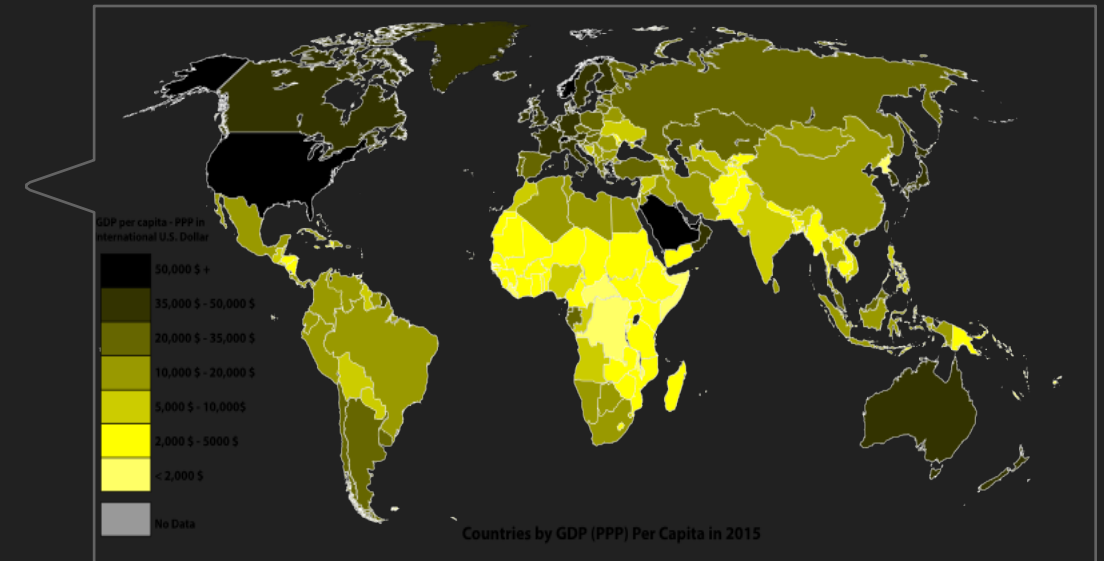 GDP per capita - PPP in
international U.S. Dollar
50,000 $ +
35,000 $ - 50,000 $
20,000 $ - 35,000 $
10,000 $ - 20,000 $
5,000 $ - 10,000$
2,000 $ - 5000 $
< 2,000 $
No Data
Countries by GDP (PPP) Per Capita in 2015